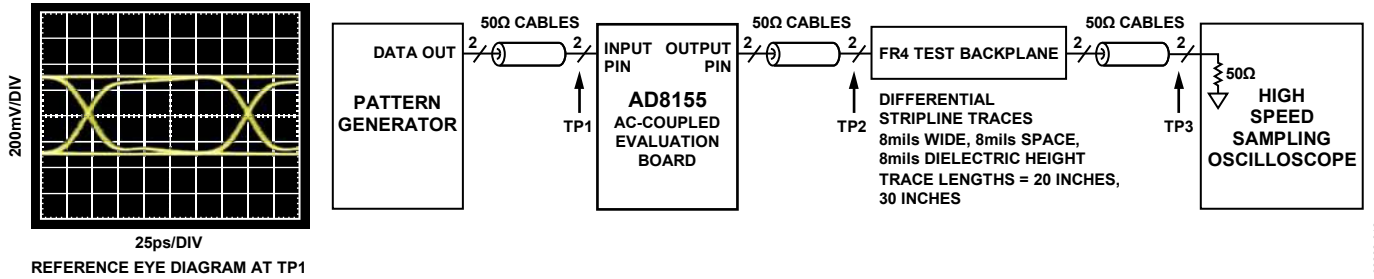 200mV/DIV
25ps/DIV
REFERENCE EYE DIAGRAM AT TP1
DATA OUT
PATTERN
GENERATOR
50Ω CABLES
2
2
TP1
INPUT
PIN
OUTPUT
PIN
AD8155
AC-COUPLED
EVALUATION
BOARD
50Ω CABLES
2
2
TP2
FR4 TEST BACKPLANE
DIFFERENTIAL
STRIPLINE TRACES
8mils WIDE, 8mils SPACE,
8mils DIELECTRIC HEIGHT
TRACE LENGTHS = 20 INCHES,
30 INCHES
50Ω CABLES
2
2
TP3
50Ω
HIGH
SPEED
SAMPLING
OSCILLOSCOPE